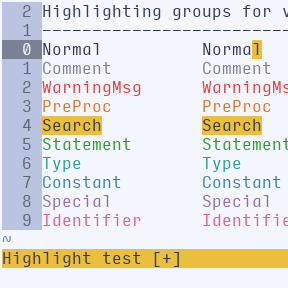 2 Highlighting groups for v
1 -------------------------
0 Normal Normal
1 Comment Comment
2 WarningMsg WarningMsg
3 PreProc PreProc
4 Search Search
5 Statement Statement
6 Type Type
7 Constant Constant
8 Special Special
9 Identifier Identifie
~
Highlight test [+]